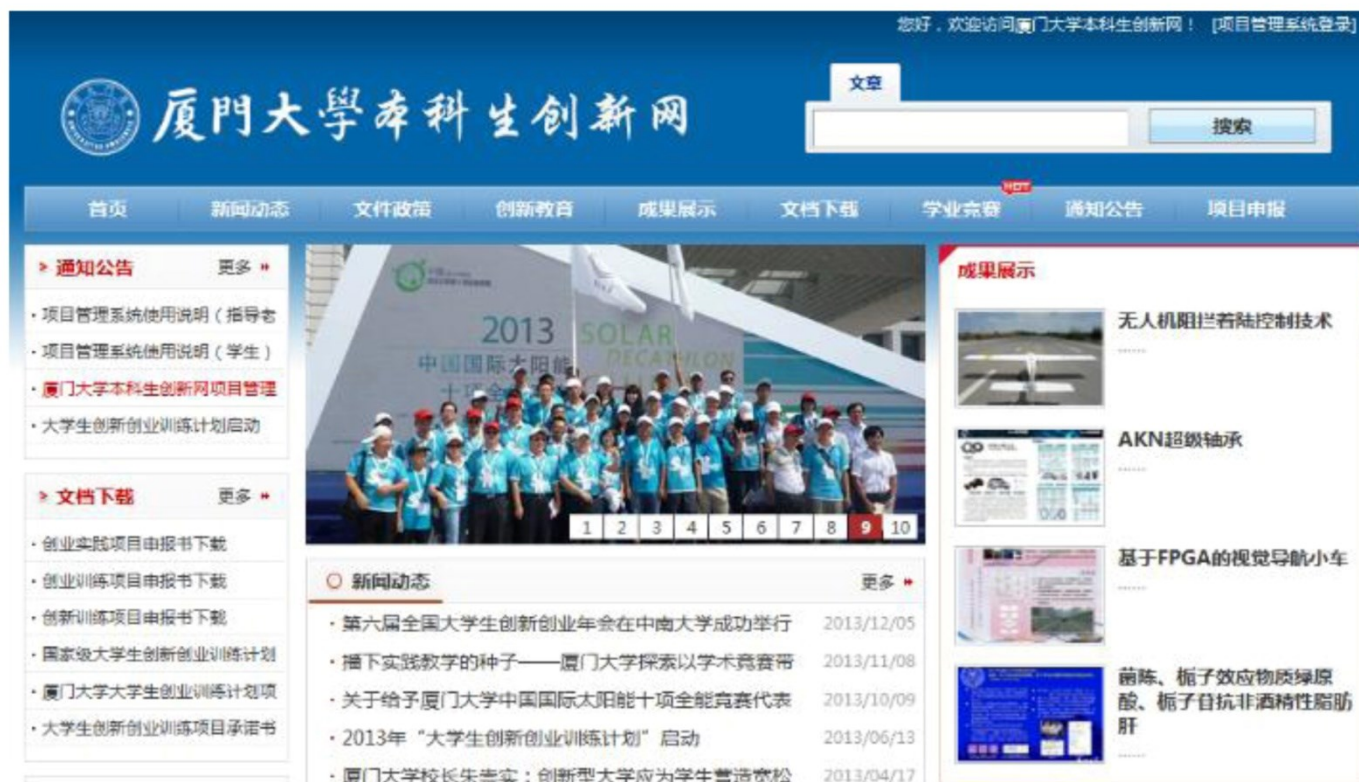 您好，欢迎访问厦门大学本科生创新网！ [项目管理系统登录]
厦門大學本科生创新网
文章
搜索
首页 新闻动态 文件政策 创新教育 成果展示 文档下载 学业竞赛 通知公告 项目申报
HOT
通知公告 更多
· 项目管理系统使用说明（指导老
· 项目管理系统使用说明（学生）
· 厦门大学本科生创新网项目管理
· 大学生创新创业训练计划启动
文档下载 更多
· 创业实践项目申报书下载
· 创业训练项目申报书下载
· 创新训练项目申报书下载
· 国家级大学生创新创业训练计划
· 厦门大学大学生创业训练计划项
· 大学生创新创业训练项目承诺书
2013 SOLAR
DECATHLON
中国国际太阳能
十项全
1 2 3 4 5 6 7 8 9 10
新闻动态 更多
· 第六届全国大学生创新创业年会在中南大学成功举行 2013/12/05
· 播下实践教学的种子——厦门大学探索以学术竞赛带 2013/11/08
· 关于给予厦门大学中国国际太阳能十项全能竞赛代表 2013/10/09
· 2013年“大学生创新创业训练计划”启动 2013/06/13
· 厦门大学校长朱崇实：创新型大学应为学生营造宽松 2013/04/17
成果展示
无人机阻拦着陆控制技术
......
AKN超级轴承
......
基于FPGA的视觉导航小车
......
茵陈、栀子效应物质绿原
酸、栀子苷抗非酒精性脂肪
肝
......